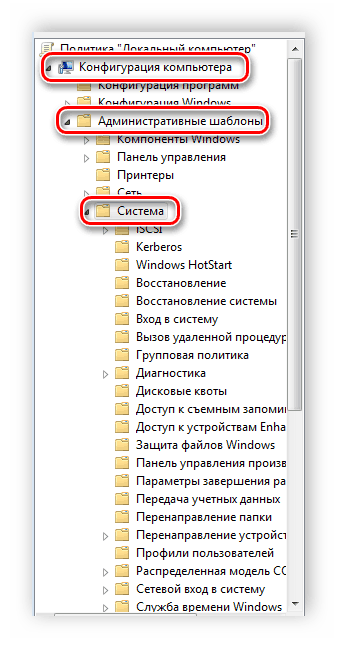 Политика "Локальный компьютер"
Конфигурация компьютера
Конфигурация программ
Конфигурация Windows
Административные шаблоны
Компоненты Windows
Панель управления
Принтеры
Сеть
Система
iSCSI
Kerberos
Windows HotStart
Восстановление
Восстановление системы
Вход в систему
Вызов удаленной процедур
Групповая политика
Диагностика
Дисковые квоты
Доступ к съемным запоми
Доступ к устройствам Enha
Защита файлов Windows
Панель управления произв
Параметры завершения ра
Передача учетных данных
Перенаправление папки
Перенаправление устройст
Профили пользователей
Распределенная модель CO
Сетевой вход в систему
Служба времени Windows